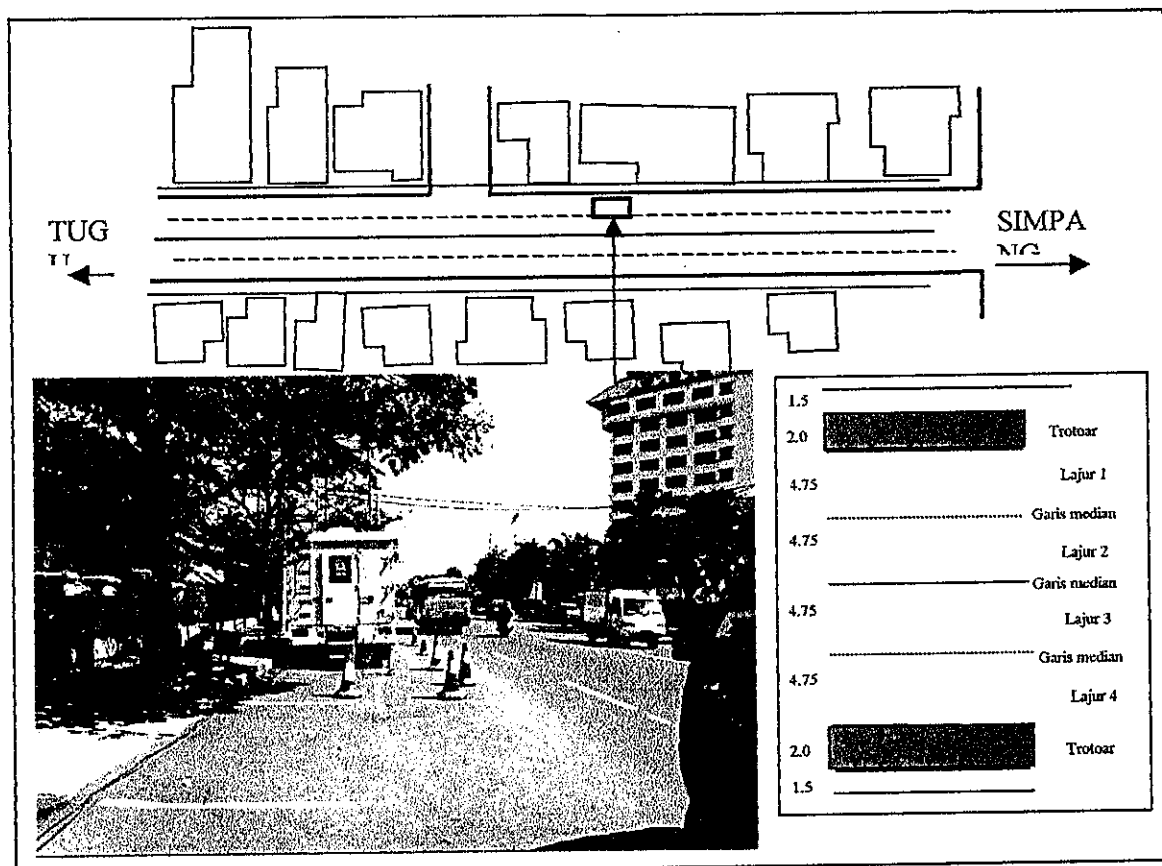 TUG
U
SIMPA
NG
1.5
2.0 Trotoar
4.75 Lajur 1
Garis median
4.75 Lajur 2
Garis median
4.75 Lajur 3
Garis median
4.75 Lajur 4
2.0 Trotoar
1.5